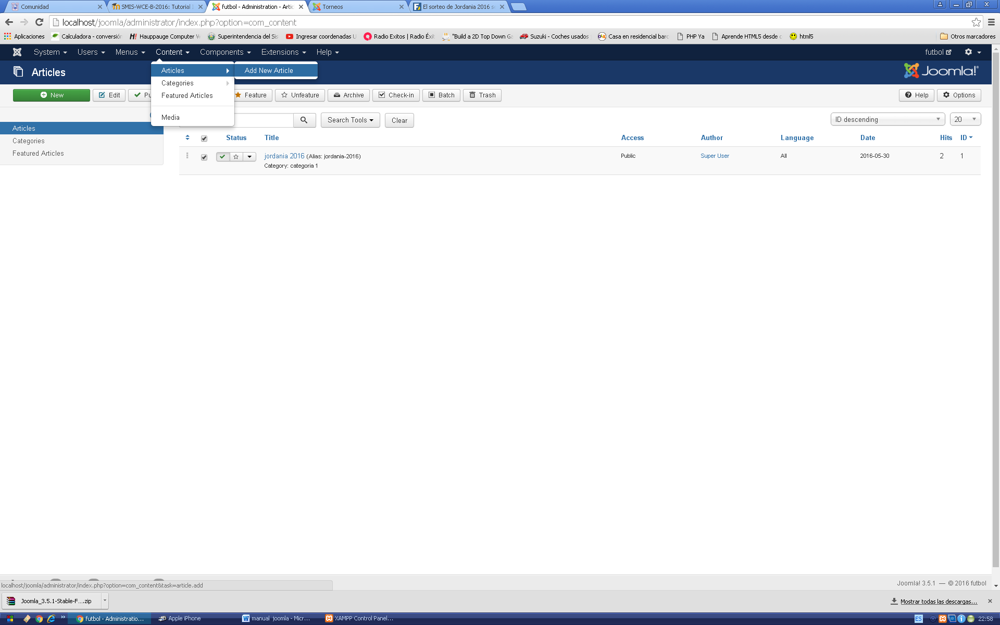 Comunidad
SMIS-WCE-B-2016: Tutorial
futbol - Administration - Artic
Torneos
El sorteo de Jordania 2016 s
localhost/joomla/administrator/index.php?option=com_content
Aplicaciones
Calculadora - conversión
Hauppauge Computer W
Superintendencia del Sis
Ingresar coordenadas U
Radio Exitos | Radio Éxit
"Build a 2D Top Down Ga
Suzuki - Coches usados
Casa en residencial barc
PHP Ya
Aprende HTML5 desde c
html5
Otros marcadores
System
Users
Menus
Content
Components
Extensions
Help
futbol
Articles
Articles
Add New Article
Joomla!
Categories
Featured Articles
Media
New
Edit
Pu
Feature
Unfeature
Archive
Check-in
Batch
Trash
Help
Options
Search Tools
Clear
ID descending
20
Articles
Categories
Featured Articles
Status
Title
Access
Author
Language
Date
Hits
ID
jordania 2016 (Alias: jordania-2016)
Category: categoria 1
Public
Super User
All
2016-05-30
2
1
localhost/joomla/administrator/index.php?option=com_content&task=article.add
Joomla! 3.5.1 — © 2016 futbol
Joomla_3.5.1-Stable-F....zip
Mostrar todas las descargas...
futbol - Administratio...
Apple iPhone
manual joomla - Micr...
XAMPP Control Panel...
ES
22:58